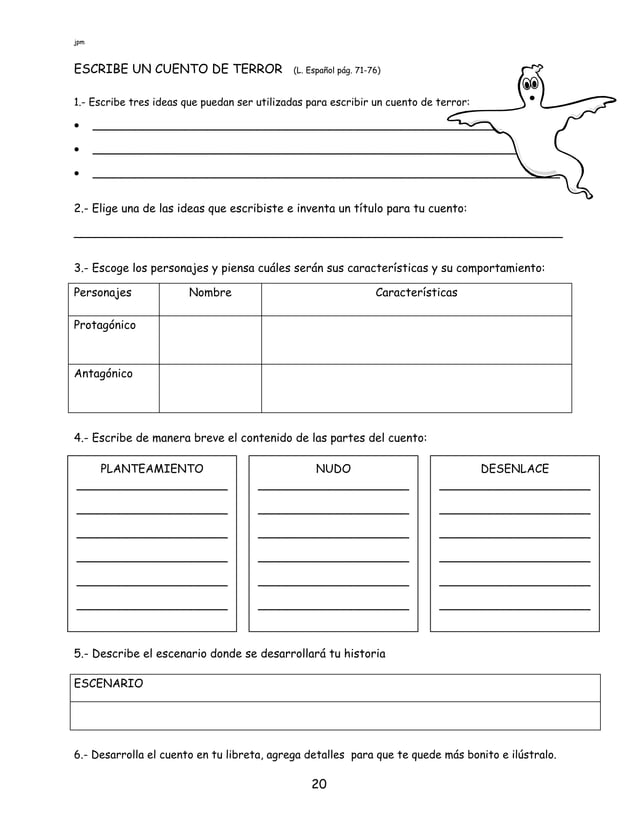 jpm
ESCRIBE UN CUENTO DE TERROR (L. Español pág. 71-76)
1.- Escribe tres ideas que puedan ser utilizadas para escribir un cuento de terror:
2.- Elige una de las ideas que escribiste e inventa un título para tu cuento:
3.- Escoge los personajes y piensa cuáles serán sus características y su comportamiento:
Personajes Nombre Características
Protagónico
Antagónico
4.- Escribe de manera breve el contenido de las partes del cuento:
PLANTEAMIENTO NUDO DESENLACE
5.- Describe el escenario donde se desarrollará tu historia
ESCENARIO
6.- Desarrolla el cuento en tu libreta, agrega detalles para que te quede más bonito e ilústralo.
20